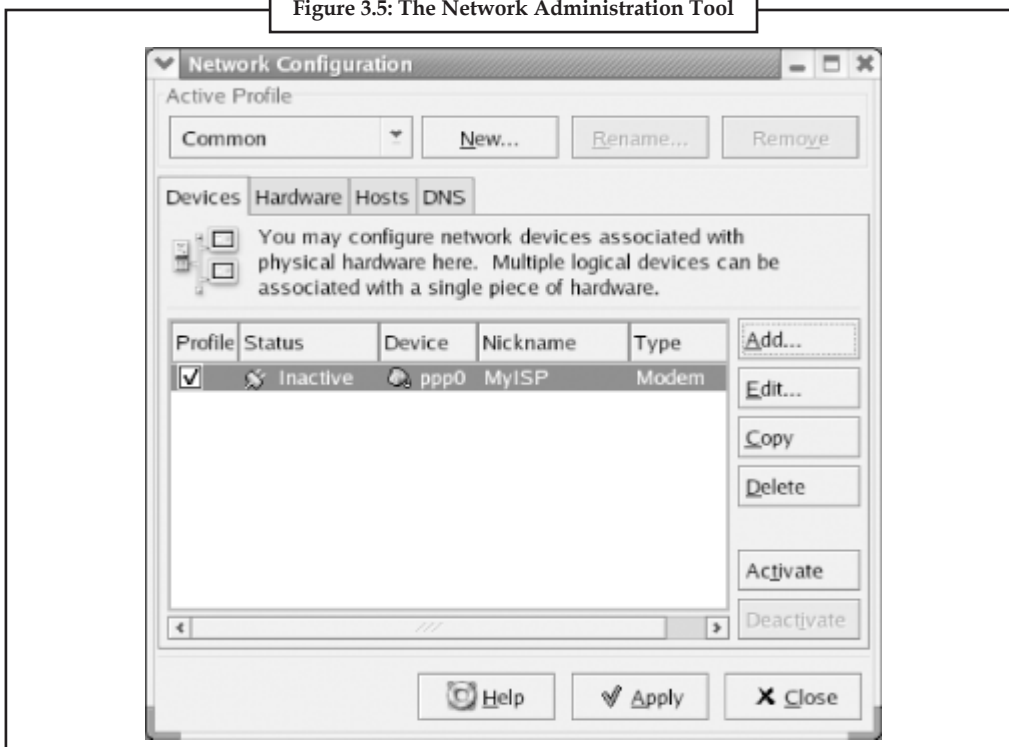 Figure 3.5: The Network Administration Tool
Network Configuration
Active Profile
Common
New...
Rename...
Remove
Devices Hardware Hosts DNS
You may configure network devices associated with
physical hardware here. Multiple logical devices can be
associated with a single piece of hardware.
Profile Status Device Nickname Type
Inactive ppp0 MyISP Modem
Add...
Edit...
Copy
Delete
Activate
Deactivate
Help
Apply
Close